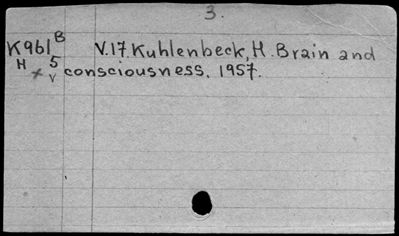 3.
K961 B V.17. Kuhlenbeck, H. Brain and
H x 5 v consciousness. 1957.